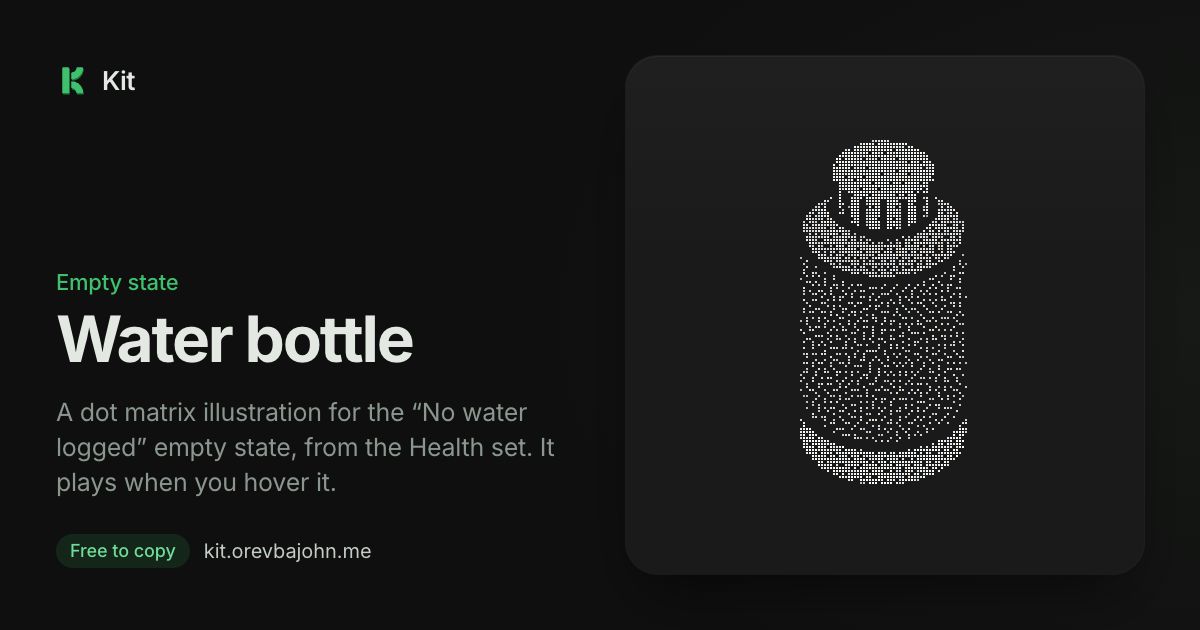 Kit
Empty state
Water bottle
A dot matrix illustration for the “No water
logged” empty state, from the Health set. It
plays when you hover it.
Free to copy kit.orevbajohn.me